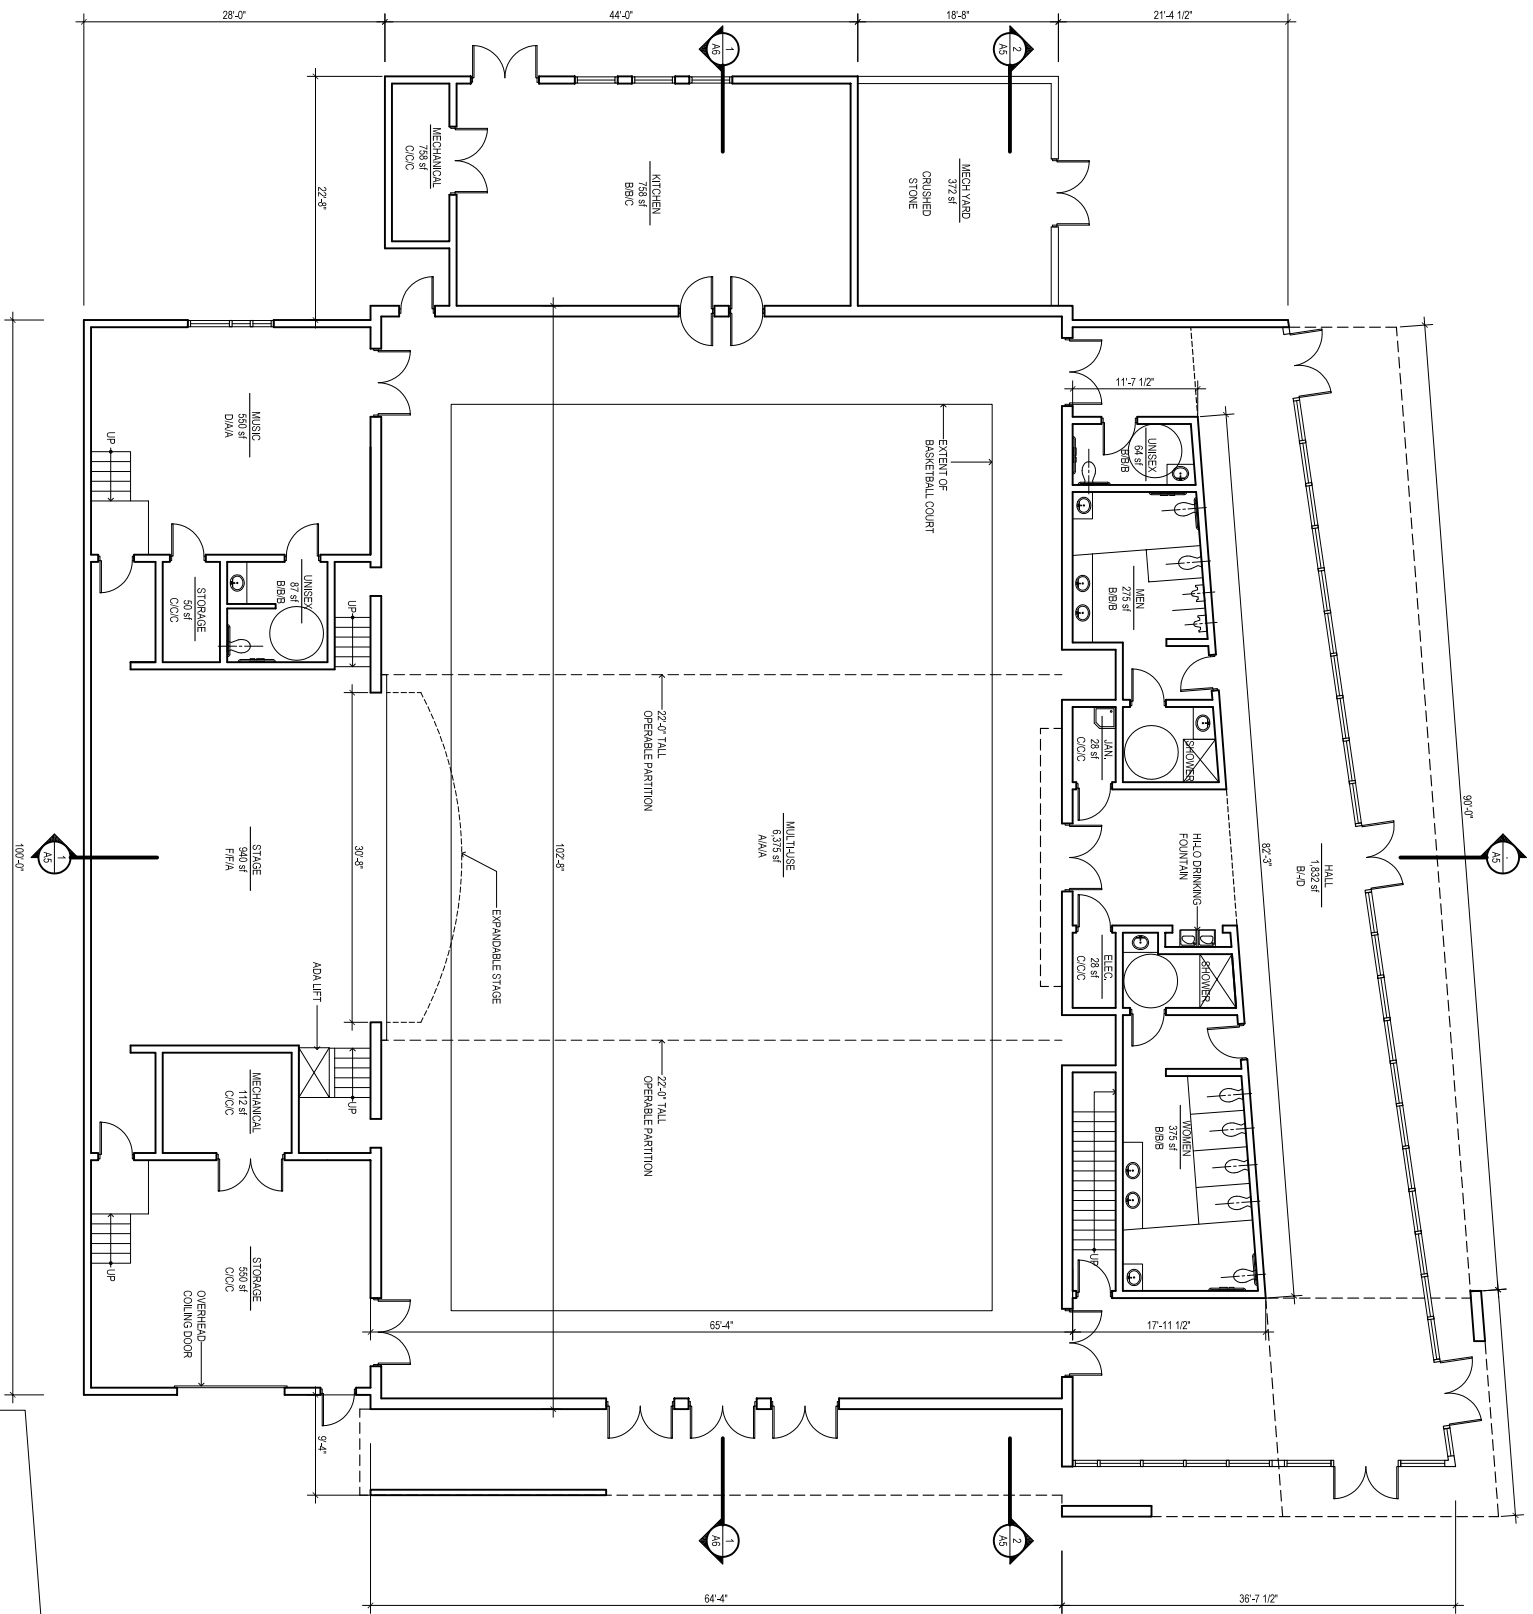 28'-0"
44'-0"
18'-8"
21'-4 1/2"
1
A6
2
A5
22'-8"
MECHANICAL
758 sf
C/C/C
KITCHEN
758 sf
B/B/C
MECH YARD
372 sf
CRUSHED
STONE
11'-7 1/2"
MUSIC
550 sf
D/A/A
UP
EXTENT OF
BASKETBALL COURT
UNISEX
64 sf
B/B/B
MEN
275 sf
B/B/B
STORAGE
50 sf
C/C/C
UNISEX
87 sf
B/B/B
UP
22'-0" TALL
OPERABLE PARTITION
JAN.
28 sf
C/C/C
SHOWER
90'-0"
100'-0"
1
A5
STAGE
940 sf
F/F/A
30'-8"
102'-8"
MULTI-USE
6,375 sf
A/A/A
HI-LO DRINKING
FOUNTAIN
82'-3"
HALL
1,832 sf
B/-/D
A5
EXPANDABLE STAGE
ADA LIFT
ELEC.
28 sf
C/C/C
SHOWER
MECHANICAL
112 sf
C/C/C
UP
22'-0" TALL
OPERABLE PARTITION
WOMEN
375 sf
B/B/B
UP
UP
STORAGE
550 sf
C/C/C
OVERHEAD
COILING DOOR
65'-4"
17'-11 1/2"
9'-4"
1
A6
2
A5
64'-4"
36'-7 1/2"